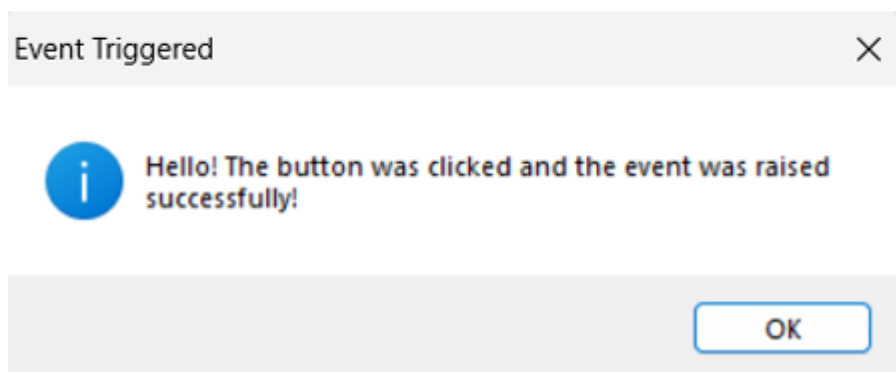 Event Triggered
Hello! The button was clicked and the event was raised
successfully!
OK